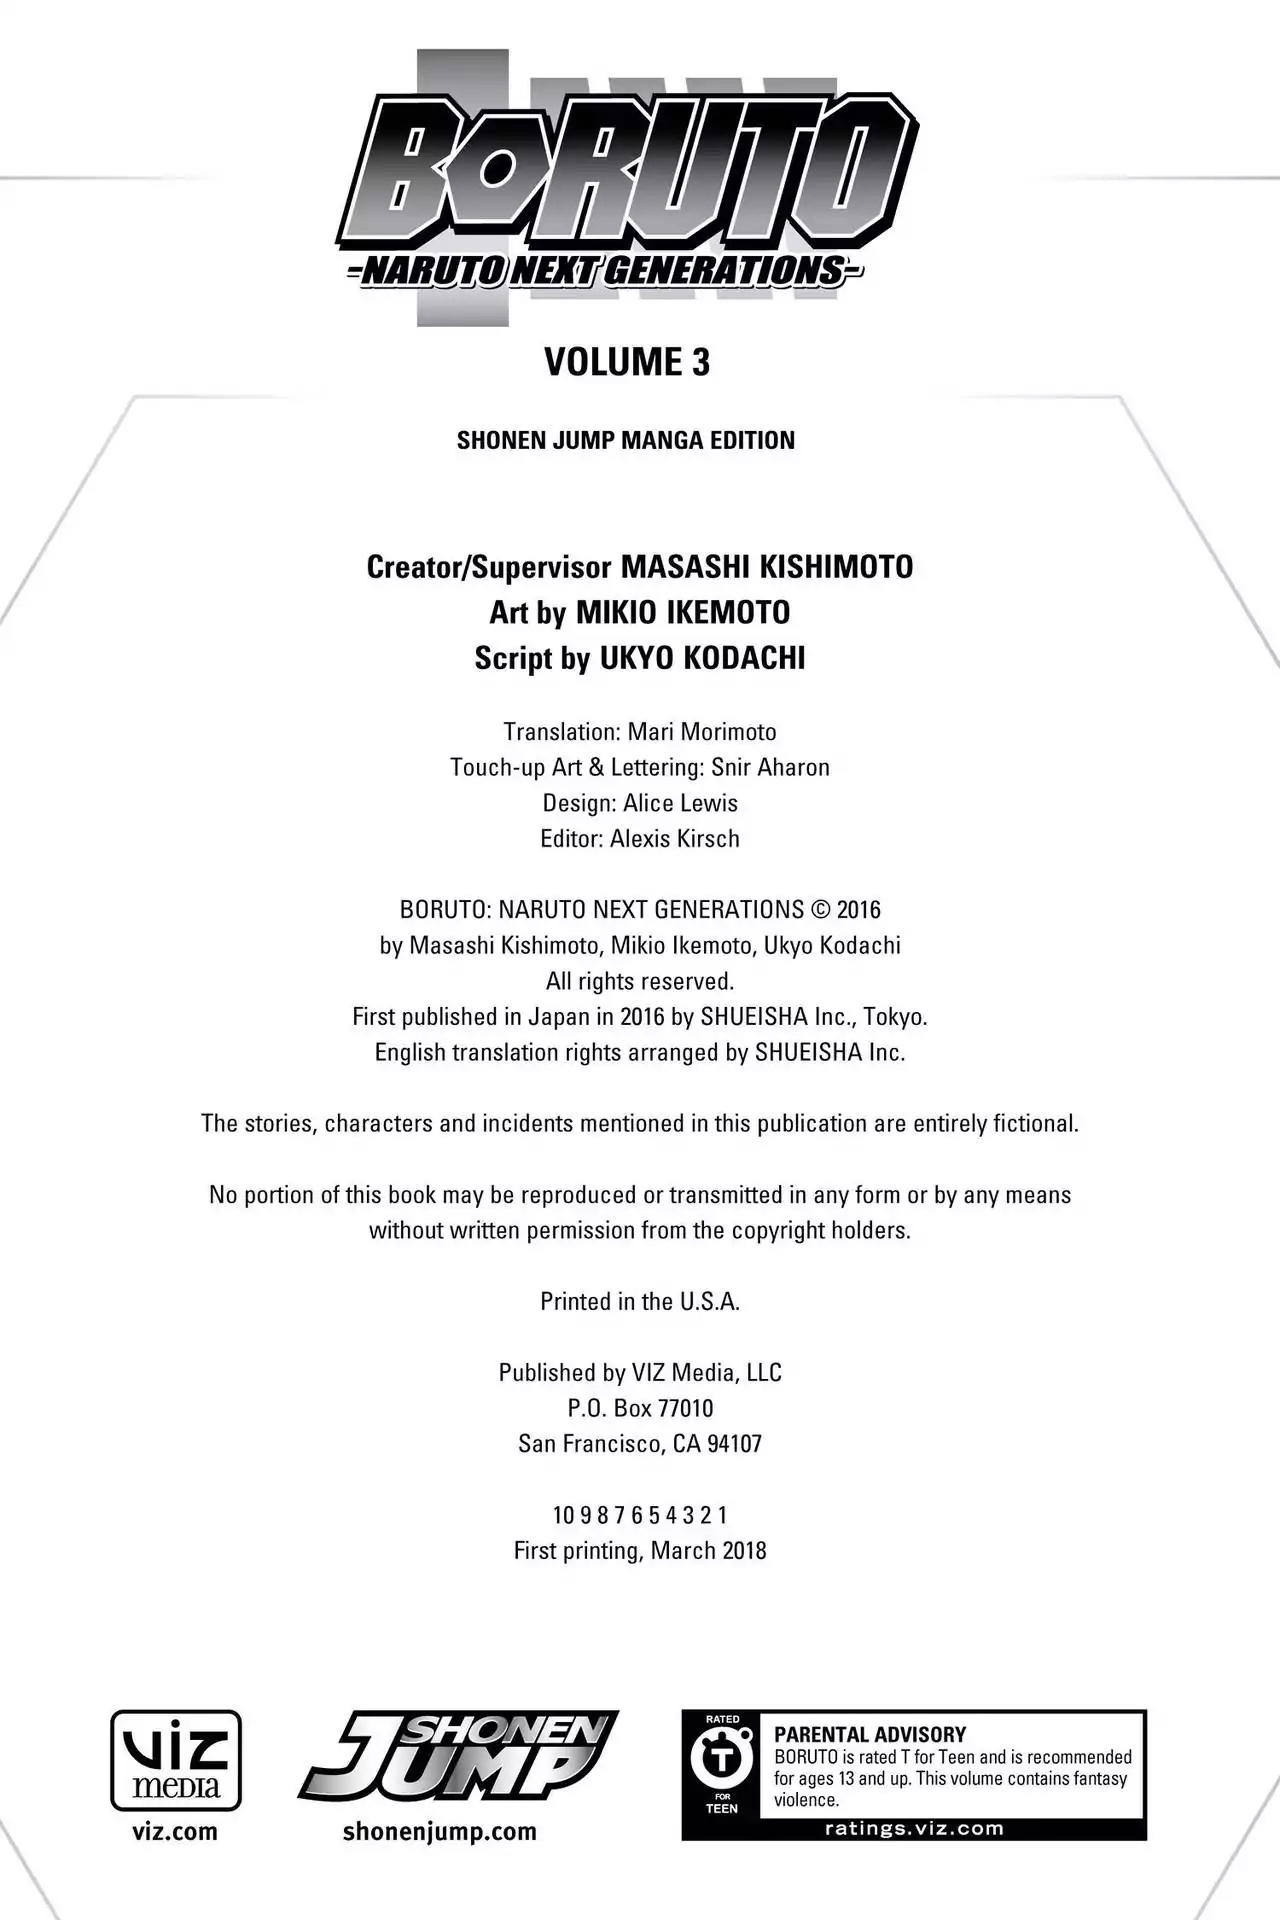 BORUTO
-NARUTO NEXT GENERATIONS-
VOLUME 3
SHONEN JUMP MANGA EDITION
Creator/Supervisor MASASHI KISHIMOTO
Art by MIKIO IKEMOTO
Script by UKYO KODACHI
Translation: Mari Morimoto
Touch-up Art & Lettering: Snir Aharon
Design: Alice Lewis
Editor: Alexis Kirsch
BORUTO: NARUTO NEXT GENERATIONS © 2016
by Masashi Kishimoto, Mikio Ikemoto, Ukyo Kodachi
All rights reserved.
First published in Japan in 2016 by SHUEISHA Inc., Tokyo.
English translation rights arranged by SHUEISHA Inc.
The stories, characters and incidents mentioned in this publication are entirely fictional.
No portion of this book may be reproduced or transmitted in any form or by any means
without written permission from the copyright holders.
Printed in the U.S.A.
Published by VIZ Media, LLC
P.O. Box 77010
San Francisco, CA 94107
10 9 8 7 6 5 4 3 2 1
First printing, March 2018
viz
media
viz.com
SHONEN
JUMP
shonenjump.com
RATED
T
FOR
TEEN
PARENTAL ADVISORY
BORUTO is rated T for Teen and is recommended
for ages 13 and up. This volume contains fantasy
violence.
ratings.viz.com